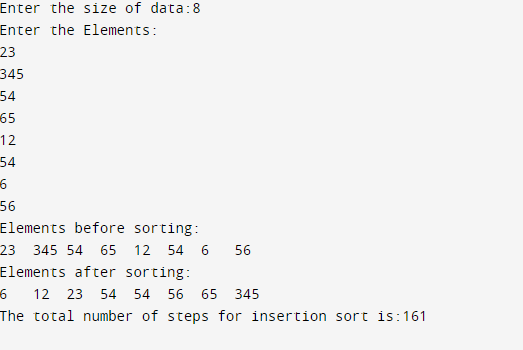 Enter the size of data:8
Enter the Elements:
23
345
54
65
12
54
6
56
Elements before sorting:
23  345 54  65  12  54  6   56
Elements after sorting:
6   12  23  54  54  56  65  345
The total number of steps for insertion sort is:161